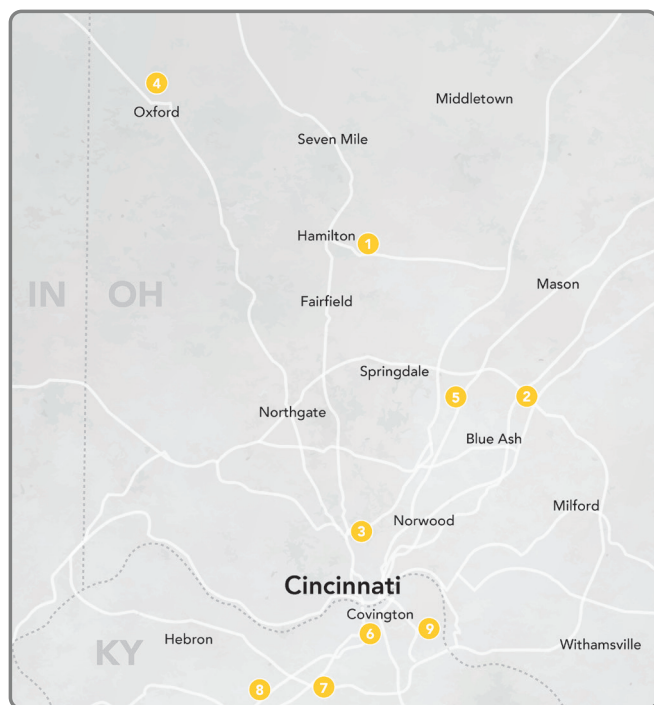 4
Oxford
Middletown
Seven Mile
Hamilton
1
Mason
IN
OH
Fairfield
Springdale
5
2
Northgate
Blue Ash
Milford
Norwood
3
Cincinnati
Covington
9
6
Hebron
Withamsville
KY
7
8